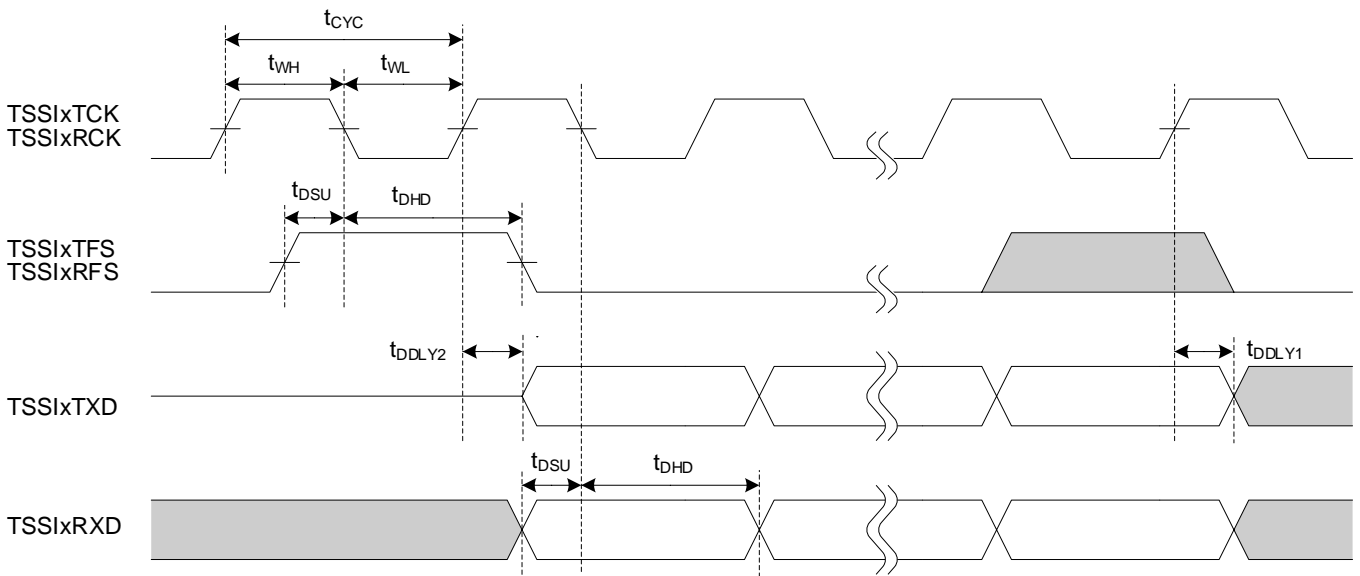 tCYC
tWH
tWL
TSSIxTCK
TSSIxRCK
tDSU
tDHD
TSSIxTFS
TSSIxRFS
tDDLY2
tDDLY1
TSSIxTXD
tDSU
tDHD
TSSIxRXD